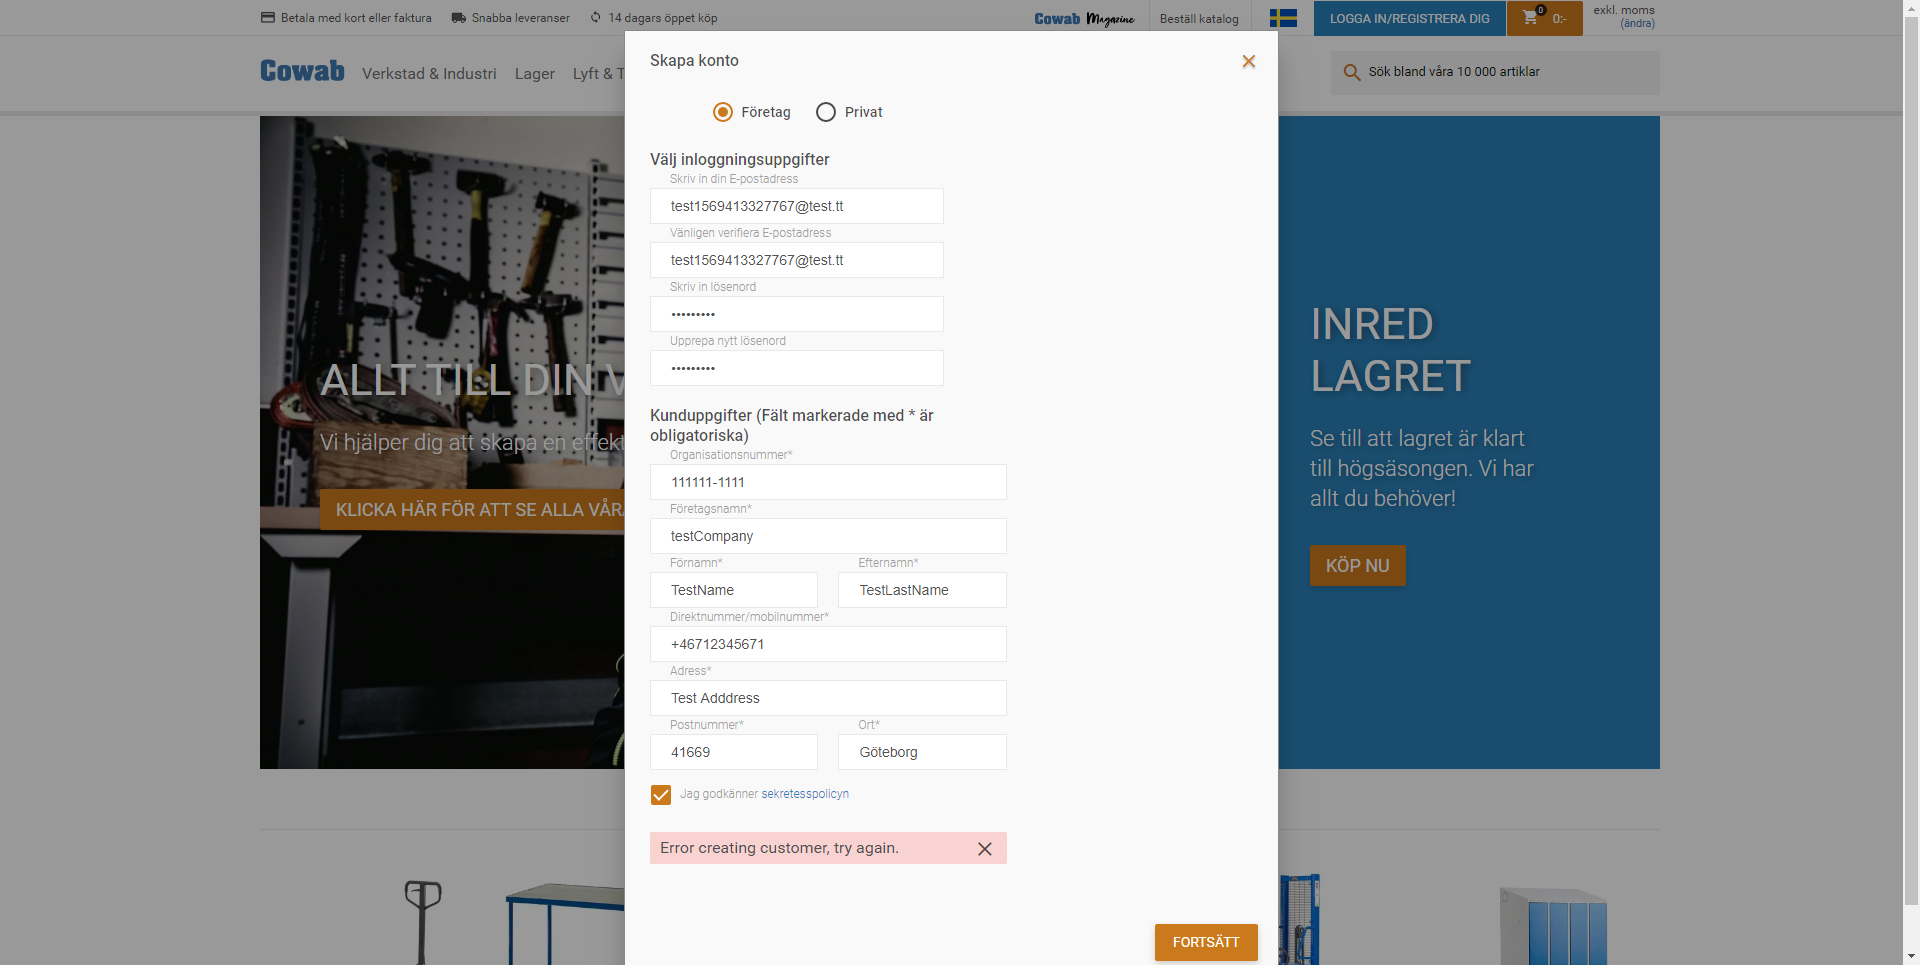 Betala med kort eller faktura
Snabba leveranser
14 dagars öppet köp
Cowab Magazine
Beställ katalog
LOGGA IN/REGISTRERA DIG
0
0:-
exkl. moms
(ändra)
Cowab
Verkstad & Industri
Lager
Lyft & T
Sök bland våra 10 000 artiklar
Skapa konto
Företag
Privat
Välj inloggningsuppgifter
Skriv in din E-postadress
test1569413327767@test.tt
Vänligen verifiera E-postadress
test1569413327767@test.tt
Skriv in lösenord
•••••••••
Upprepa nytt lösenord
•••••••••
Kunduppgifter (Fält markerade med * är
obligatoriska)
Organisationsnummer*
111111-1111
Företagsnamn*
testCompany
Förnamn*
Efternamn*
TestName
TestLastName
Direktnummer/mobilnummer*
+46712345671
Adress*
Test Adddress
Postnummer*
Ort*
41669
Göteborg
Jag godkänner sekretesspolicyn
Error creating customer, try again.
FORTSÄTT
ALLT TILL DIN V
Vi hjälper dig att skapa en effekt
KLICKA HÄR FÖR ATT SE ALLA VÅRA
INRED
LAGRET
Se till att lagret är klart
till högsäsongen. Vi har
allt du behöver!
KÖP NU